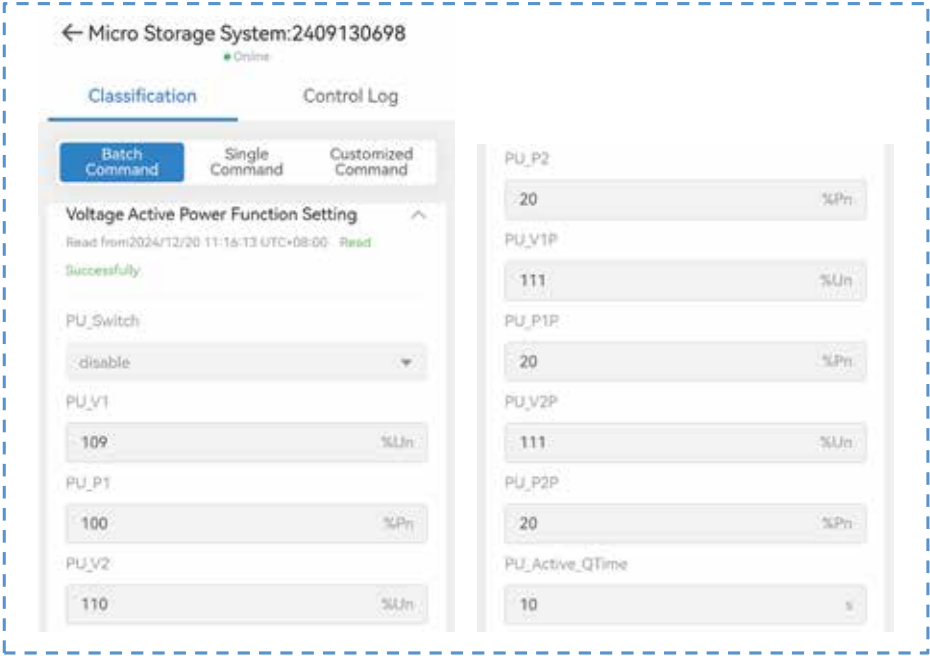 ← Micro Storage System:2409130698
Online
Classification
Control Log
Batch Command
Single Command
Customized Command
Voltage Active Power Function Setting
Read from2024/12/20 11:16:13 UTC+08:00 Read
Successfully
PU_Switch
disable
PU_V1
109 %Un
PU_P1
100 %Pn
PU_V2
110 %Un
PU_P2
20 %Pn
PU_V1P
111 %Un
PU_P1P
20 %Pn
PU_V2P
111 %Un
PU_P2P
20 %Pn
PU_Active_QTime
10 s